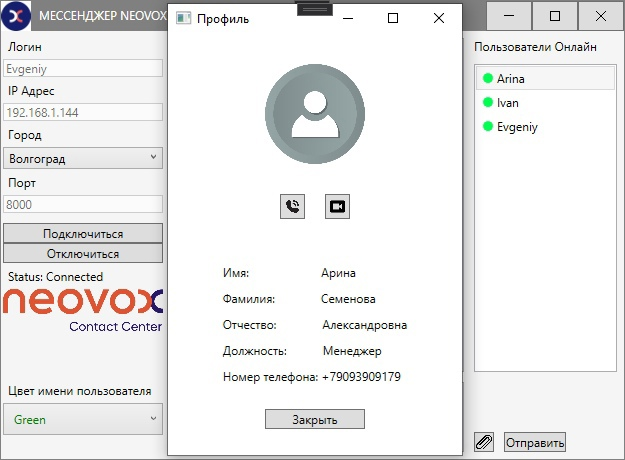 МЕССЕНДЖЕР NEOVOX
Логин
Evgeniy
IP Адрес
192.168.1.144
Город
Волгоград
Порт
8000
Подключиться
Отключиться
Status: Connected
neovox
Contact Center
Цвет имени пользователя
Green
Профиль
Имя: Арина
Фамилия: Семенова
Отчество: Александровна
Должность: Менеджер
Номер телефона: +79093909179
Закрыть
Пользователи Онлайн
Arina
Ivan
Evgeniy
Отправить